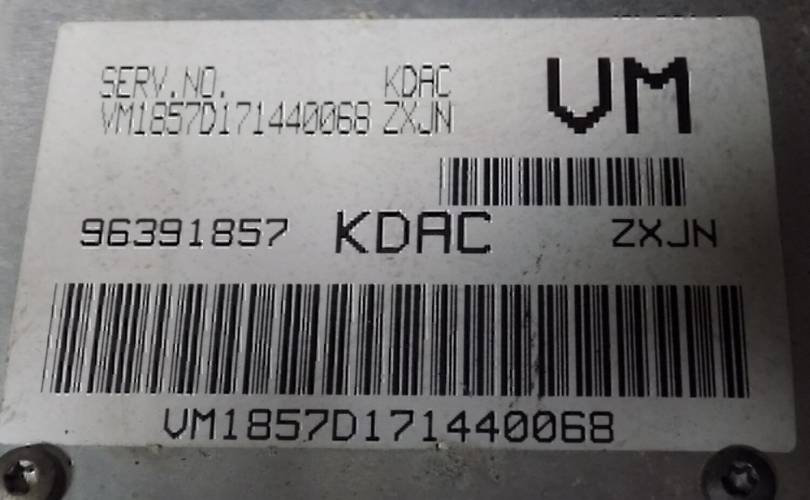 SERV.NO. KDAC
VM1857D171440068 ZXJN
VM
96391857 KDAC ZXJN
VM1857D171440068